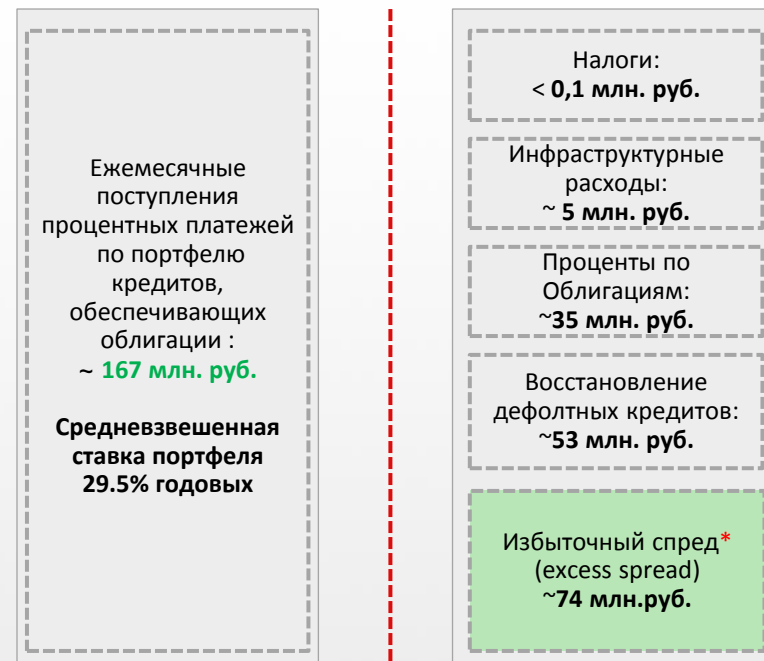 Ежемесячные
поступления
процентных платежей
по портфелю
кредитов,
обеспечивающих
облигации :
~ 167 млн. руб.
Средневзвешенная
ставка портфеля
29.5% годовых
Налоги:
< 0,1 млн. руб.
Инфраструктурные
расходы:
~ 5 млн. руб.
Проценты по
Облигациям:
~35 млн. руб.
Восстановление
дефолтных кредитов:
~53 млн. руб.
Избыточный спред*
(excess spread)
~74 млн.руб.